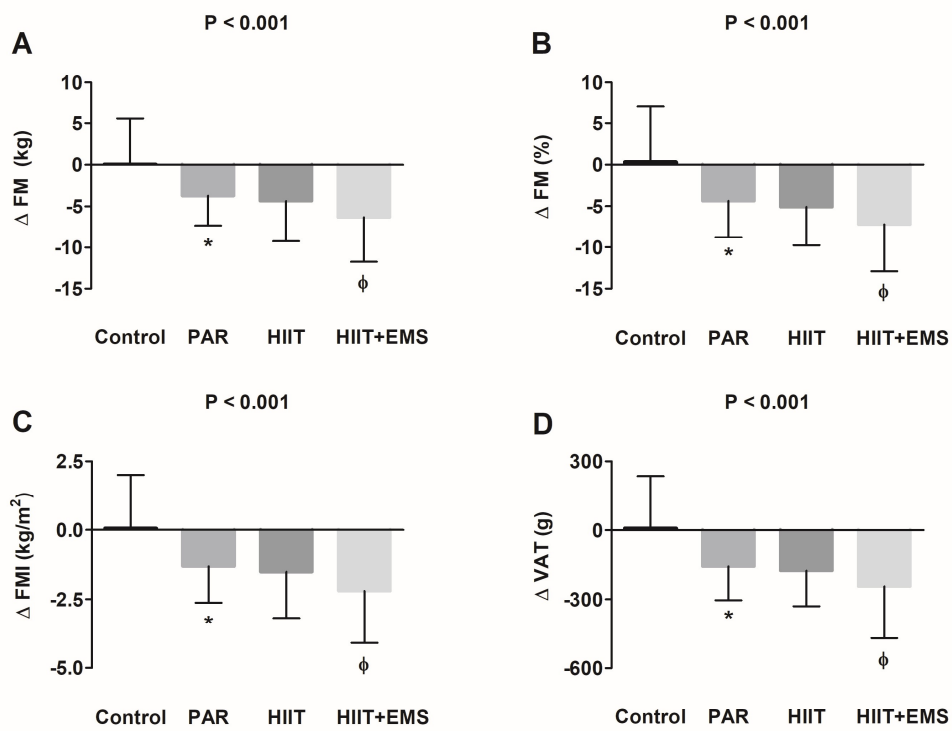 P < 0.001
A
Δ FM (kg)
10
5
0
-5
-10
-15
*
ϕ
Control PAR HIIT HIIT+EMS
P < 0.001
B
Δ FM (%)
10
5
0
-5
-10
-15
*
ϕ
Control PAR HIIT HIIT+EMS
P < 0.001
C
Δ FMI (kg/m²)
2.5
0.0
-2.5
-5.0
*
ϕ
Control PAR HIIT HIIT+EMS
P < 0.001
D
Δ VAT (g)
300
0
-300
-600
*
ϕ
Control PAR HIIT HIIT+EMS